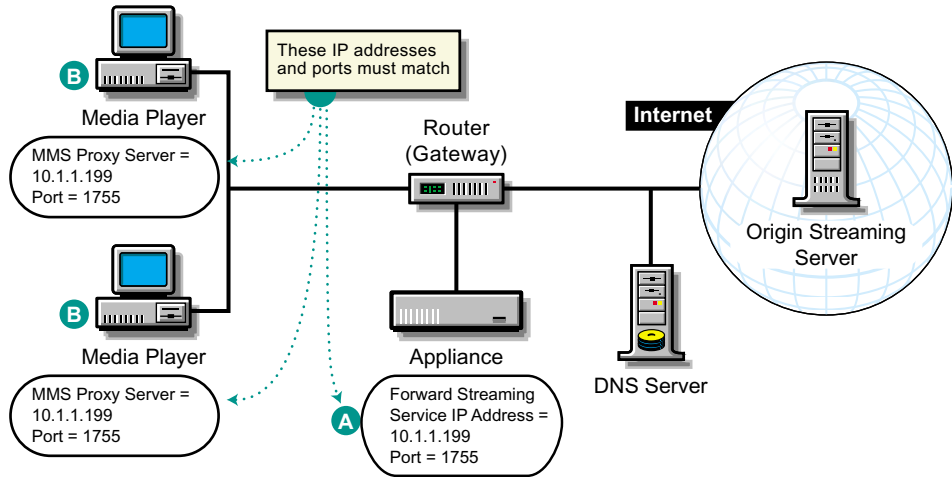 These IP addresses
and ports must match
B
Media Player
MMS Proxy Server =
10.1.1.199
Port = 1755
Router
(Gateway)
Internet
Origin Streaming
Server
B
Media Player
MMS Proxy Server =
10.1.1.199
Port = 1755
Appliance
A
Forward Streaming
Service IP Address =
10.1.1.199
Port = 1755
DNS Server